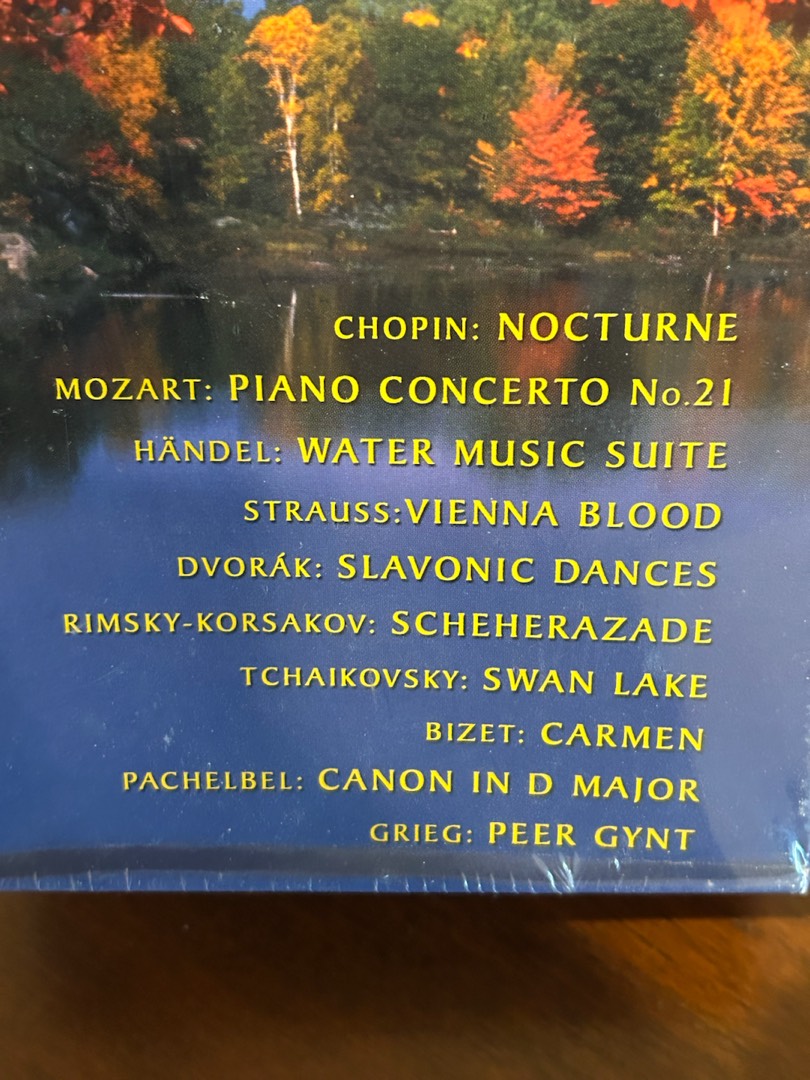 CHOPIN: NOCTURNE
MOZART: PIANO CONCERTO No.21
HÄNDEL: WATER MUSIC SUITE
STRAUSS:VIENNA BLOOD
DVORÁK: SLAVONIC DANCES
RIMSKY-KORSAKOV: SCHEHERAZADE
TCHAIKOVSKY: SWAN LAKE
BIZET: CARMEN
PACHELBEL: CANON IN D MAJOR
GRIEG: PEER GYNT